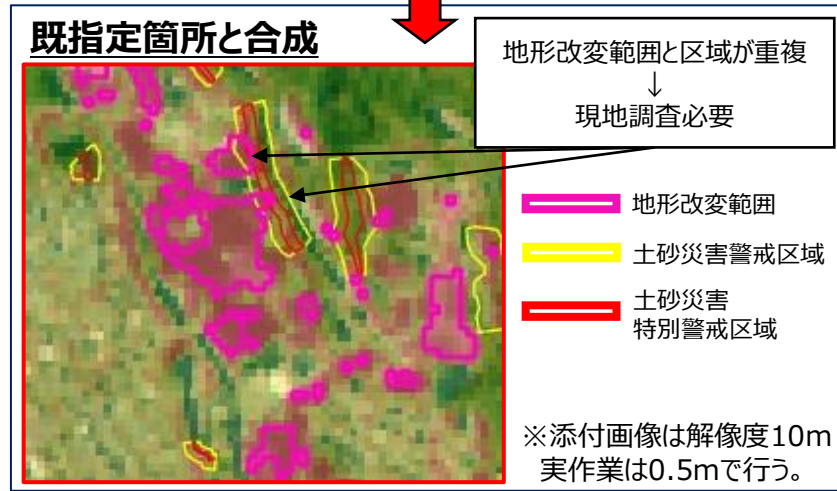 既指定箇所と合成
地形改変範囲と区域が重複
↓
現地調査必要
地形改変範囲
土砂災害警戒区域
土砂災害
特別警戒区域
※添付画像は解像度10m
実作業は0.5mで行う。